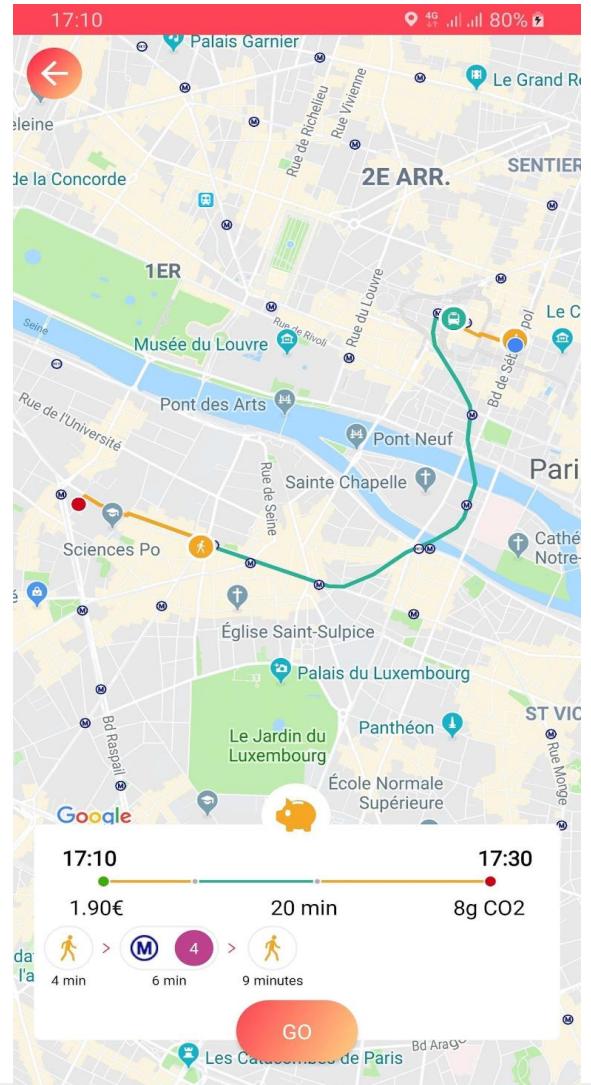 17:10
4G
80%
Palais Garnier
Le Grand Re
eleine
Rue de Richelieu
Rue Vivienne
2E ARR.
SENTIER
de la Concorde
1ER
Rue du Louvre
Seine
Rue de Rivoli
Le C
Musée du Louvre
Bd de Séb
pol
Pont des Arts
Rue de l'Université
Pont Neuf
Rue de Seine
Sainte Chapelle
Pari
Sciences Po
Cathé
Notre-
Église Saint-Sulpice
Palais du Luxembourg
Bd Raspail
Le Jardin du
Luxembourg
Panthéon
ST VIC
Rue Monge
École Normale
Supérieure
Google
17:10
17:30
1.90€
20 min
8g CO2
M
4
4 min
6 min
9 minutes
da
l'a
GO
Bd Arago
Les Catacombes de Paris